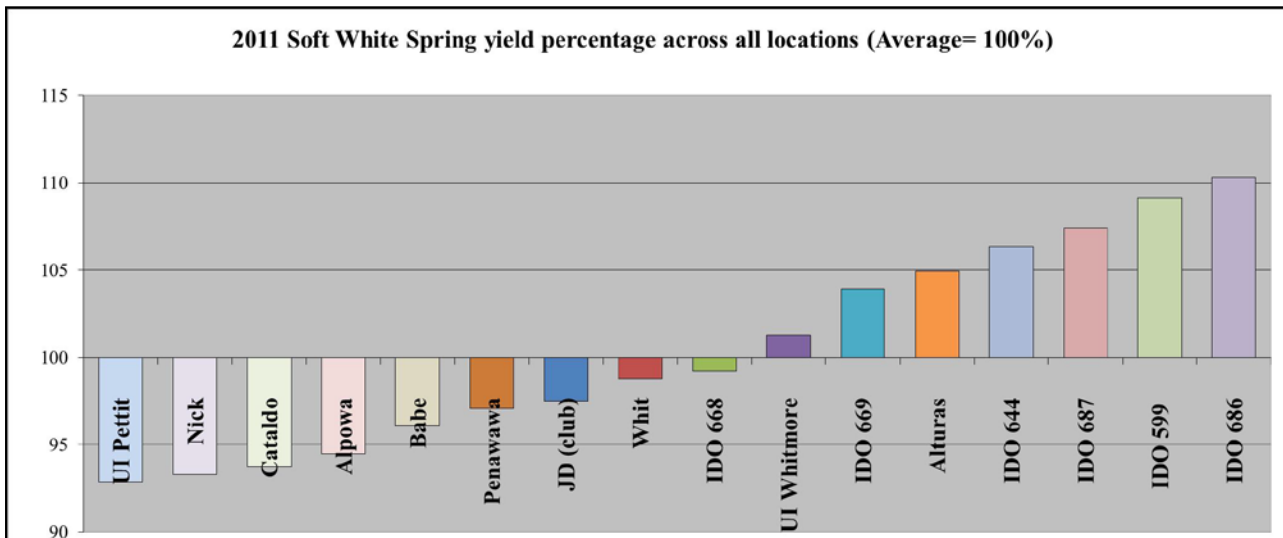 2011 Soft White Spring yield percentage across all locations (Average= 100%)
115
110
105
100
95
90
UI Pettit
Nick
Cataldo
Alpowa
Babe
Penawawa
JD (club)
Whit
IDO 668
UI Whitmore
IDO 669
Alturas
IDO 644
IDO 687
IDO 599
IDO 686